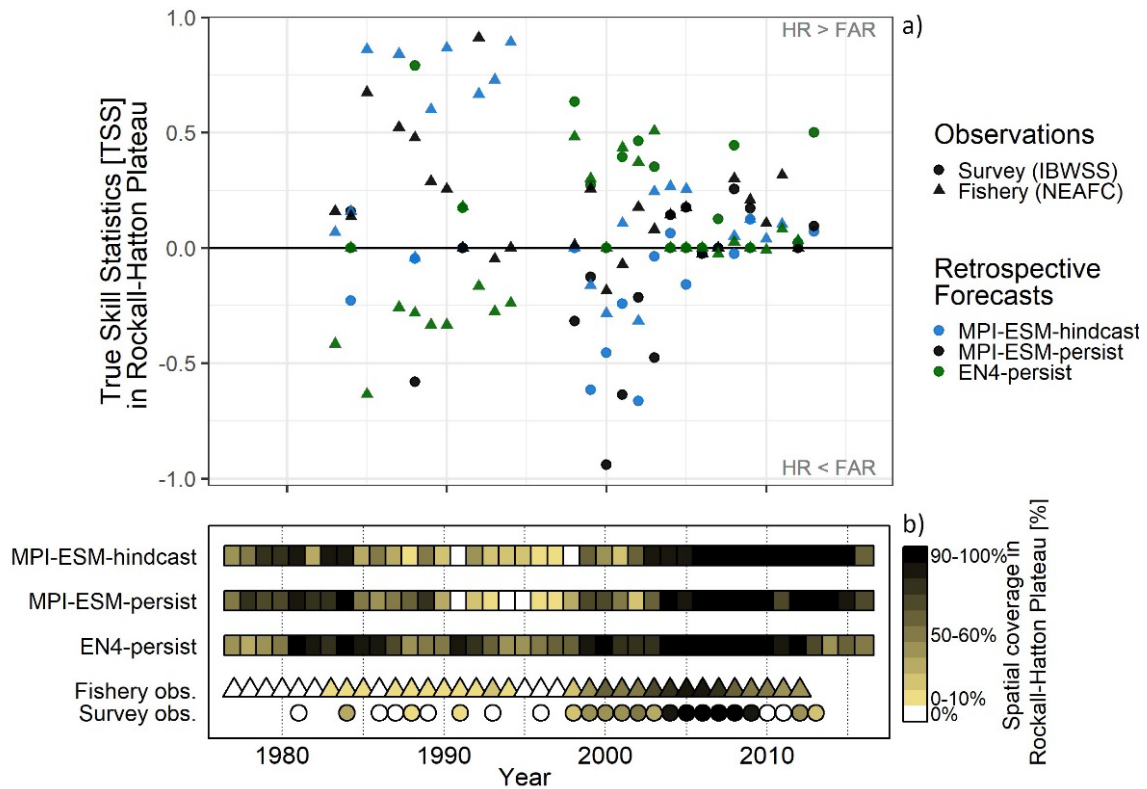 1.0
0.5
0.0
-0.5
-1.0
True Skill Statistics [TSS]
in Rockall-Hatton Plateau
HR > FAR
HR < FAR
a)
Observations
Survey (IBWSS)
Fishery (NEAFC)
Retrospective
Forecasts
MPI-ESM-hindcast
MPI-ESM-persist
EN4-persist
b)
MPI-ESM-hindcast
MPI-ESM-persist
EN4-persist
Fishery obs.
Survey obs.
1980 1990 2000 2010
Year
90-100%
50-60%
0-10%
0%
Spatial coverage in
Rockall-Hatton Plateau [%]